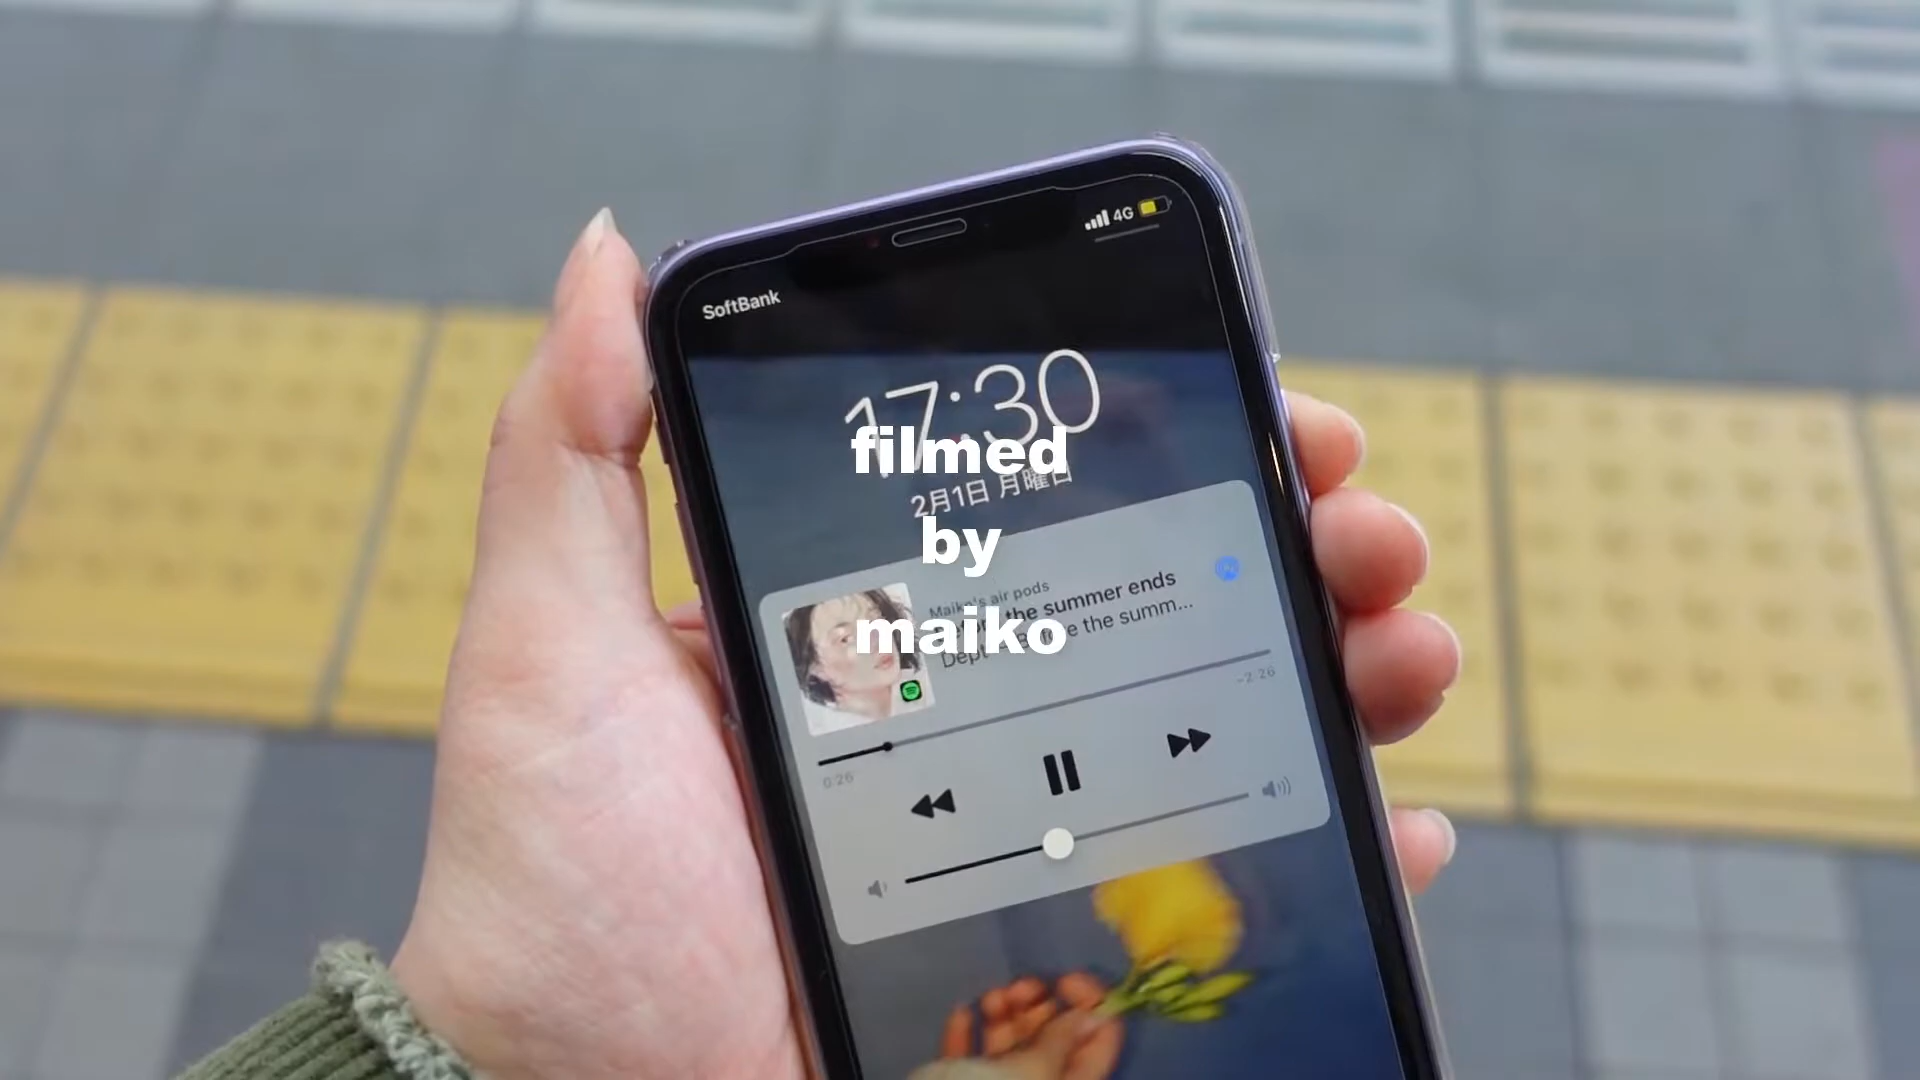 4G
SoftBank
17:30
filmed
2月1日 月曜日
by
Maiko's air pods
the summer ends
maiko
Dept the summ...
0:26
-2:26